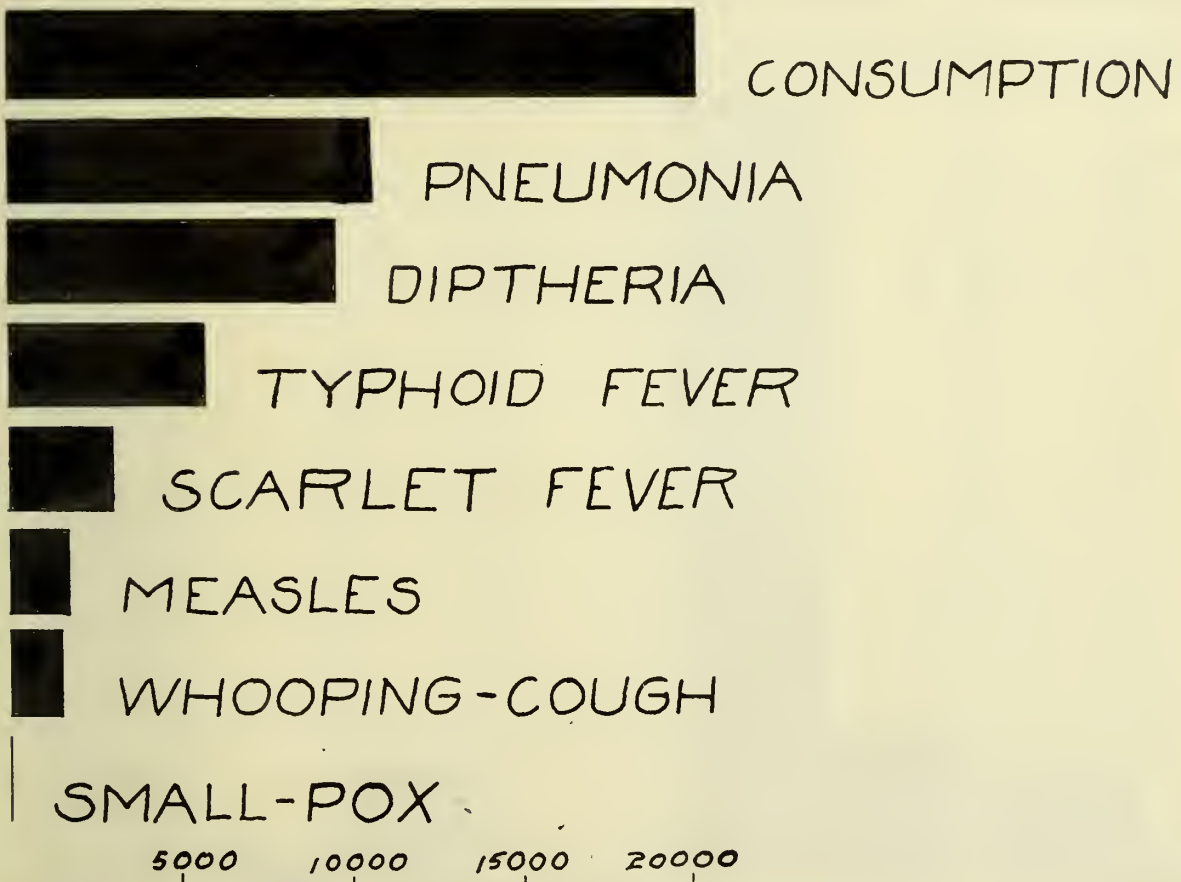 CONSUMPTION
PNEUMONIA
DIPTHERIA
TYPHOID FEVER
SCARLET FEVER
MEASLES
WHOOPING-COUGH
SMALL-POX
5000 10000 15000 20000